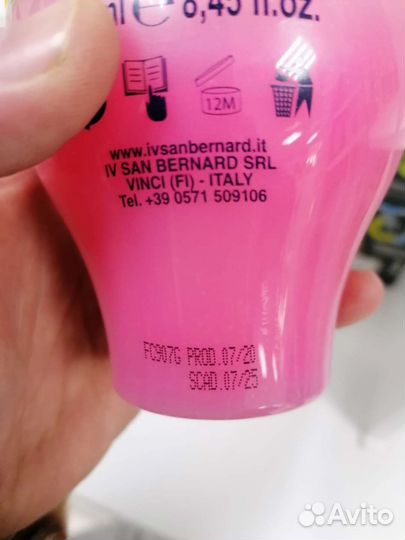 ml e 8,45 fl.oz.
12M
www.ivsanbernard.it
IV SAN BERNARD SRL
VINCI (FI) - ITALY
Tel. +39 0571 509106
FC907G PROD.07/20
SCAD.07/25
Avito